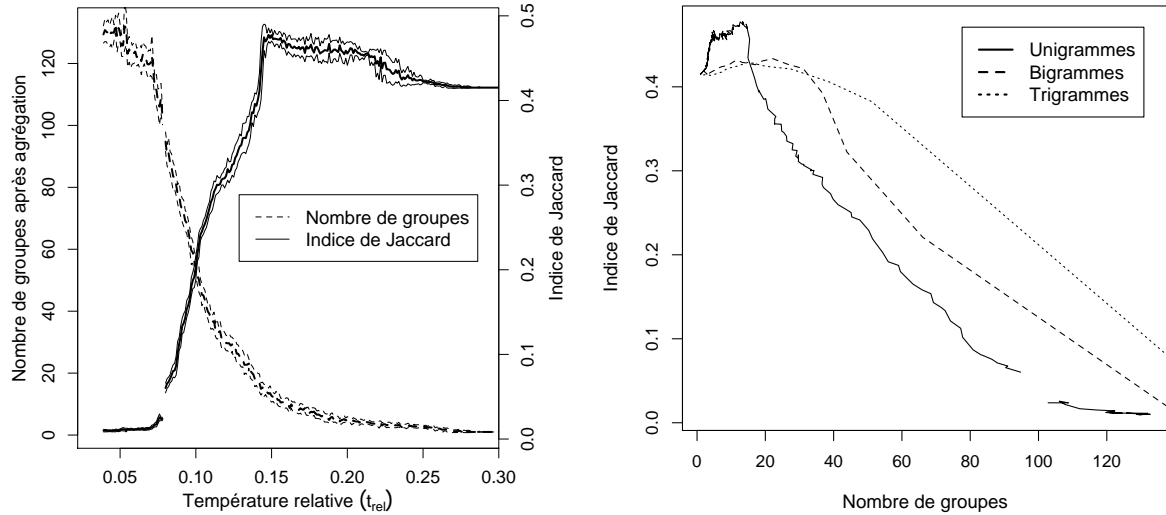 Nombre de groupes après agrégation
0 20 40 60 80 100 120
0.05 0.10 0.15 0.20 0.25 0.30
Température relative (t_rel)
0.0 0.1 0.2 0.3 0.4 0.5
Indice de Jaccard
Nombre de groupes
Indice de Jaccard
Indice de Jaccard
0.0 0.1 0.2 0.3 0.4
0 20 40 60 80 100 120
Nombre de groupes
Unigrammes
Bigrammes
Trigrammes